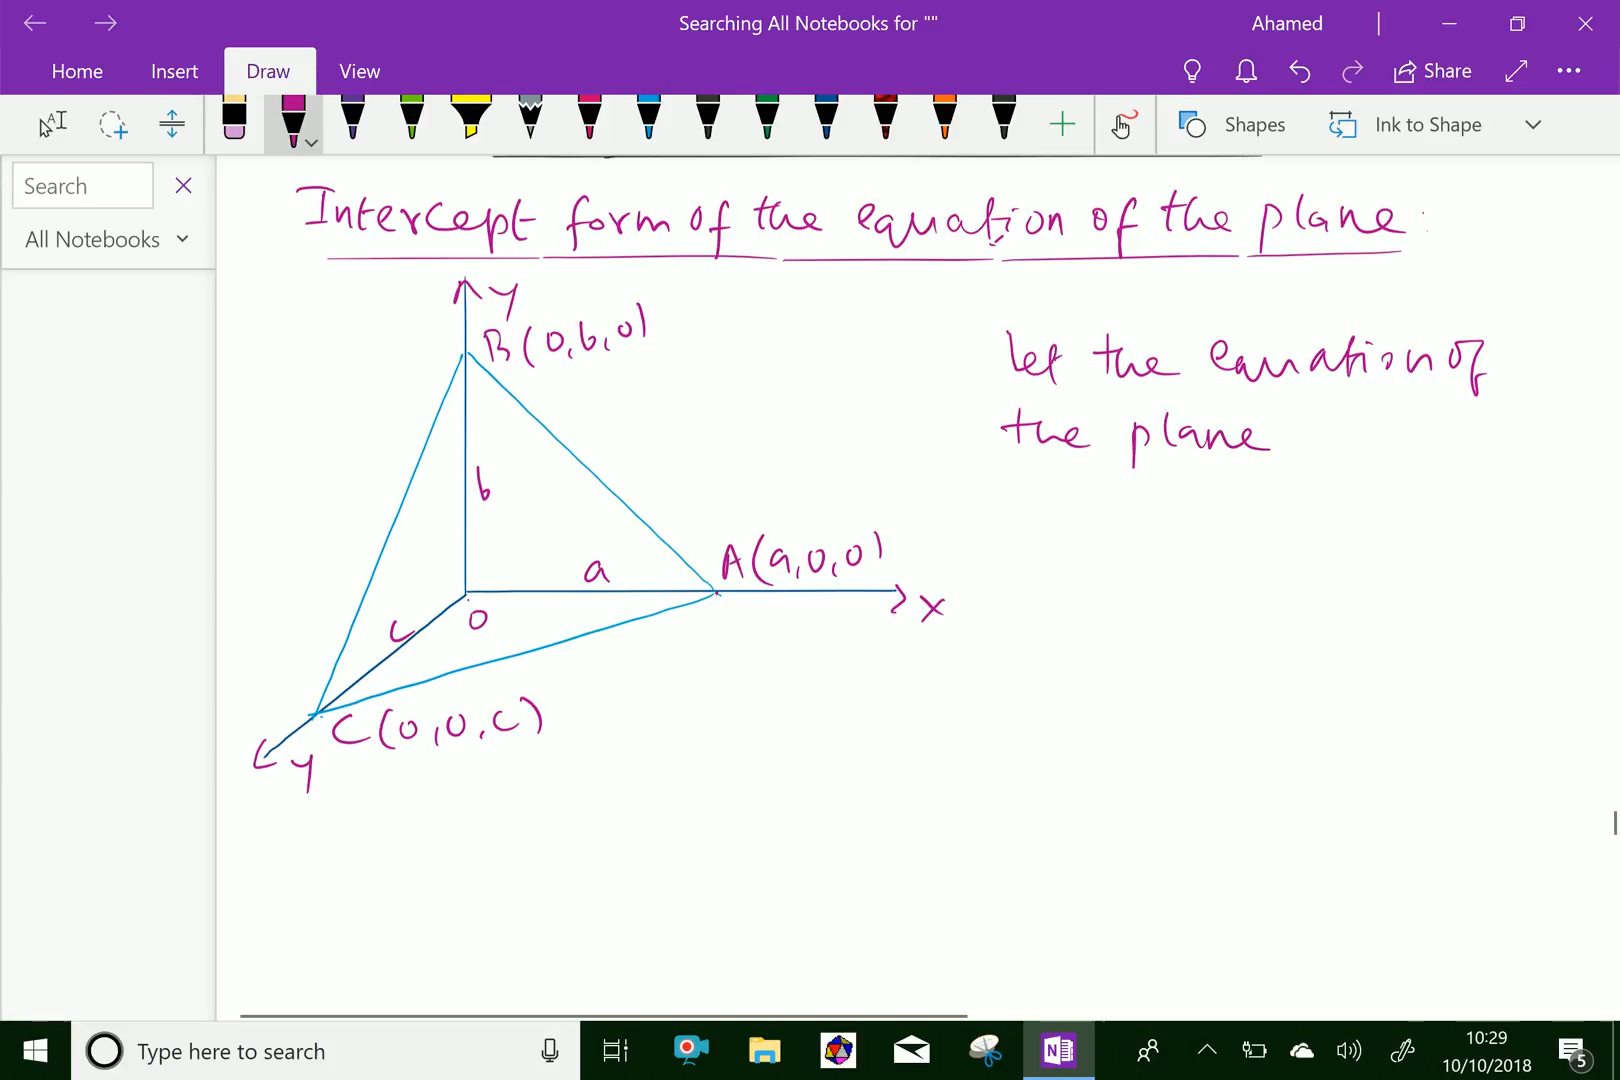 Searching All Notebooks for ""
Ahamed
Home Insert Draw View
Share
Shapes
Ink to Shape
Search
All Notebooks
Intercept form of the equation of the plane:
Y
B(0,b,0)
let the equation of
the plane
b
a
A(a,0,0)
X
O
c
C(0,0,c)
Y
Type here to search
10:29
10/10/2018
5